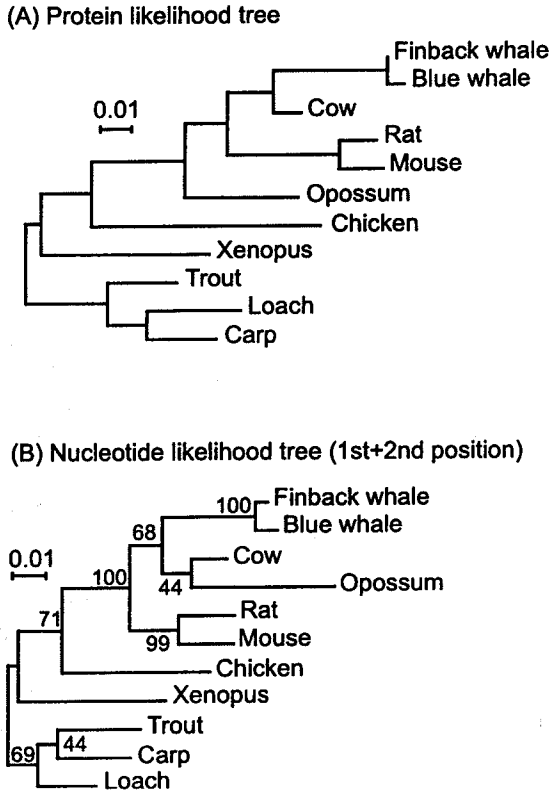 (A) Protein likelihood tree
Finback whale
Blue whale
0.01
Cow
Rat
Mouse
Opossum
Chicken
Xenopus
Trout
Loach
Carp
(B) Nucleotide likelihood tree (1st+2nd position)
100
Finback whale
Blue whale
68
0.01
Cow
100
44
Opossum
Rat
71
99
Mouse
Chicken
Xenopus
Trout
69
44
Carp
Loach